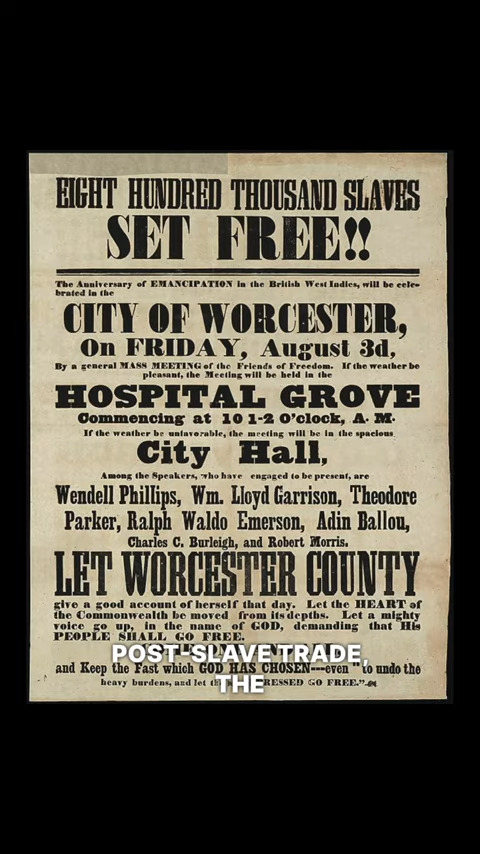 EIGHT HUNDRED THOUSAND SLAVES
SET FREE!!
The Anniversary of EMANCIPATION in the British West Indies, will be cele-
brated in the
CITY OF WORCESTER,
On FRIDAY, August 3d,
By a general MASS MEETING of the Friends of Freedom. If the weather be
pleasant, the Meeting will be held in the
HOSPITAL GROVE
Commencing at 10 1-2 O'clock, A. M.
If the weather be unfavorable, the meeting will be in the spacious
City Hall,
Among the Speakers, who have engaged to be present, are
Wendell Phillips, Wm. Lloyd Garrison, Theodore
Parker, Ralph Waldo Emerson, Adin Ballou,
Charles C. Burleigh, and Robert Morris.
LET WORCESTER COUNTY
give a good account of herself that day. Let the HEART of
the Commonwealth be moved from its depths. Let a mighty
voice go up, in the name of GOD, demanding that His
PEOPLE SHALL GO FREE.
POST-SLAVE TRADE,
THE
and Keep the Fast which GOD HAS CHOSEN---even "to undo the
heavy burdens, and let GO FREE."